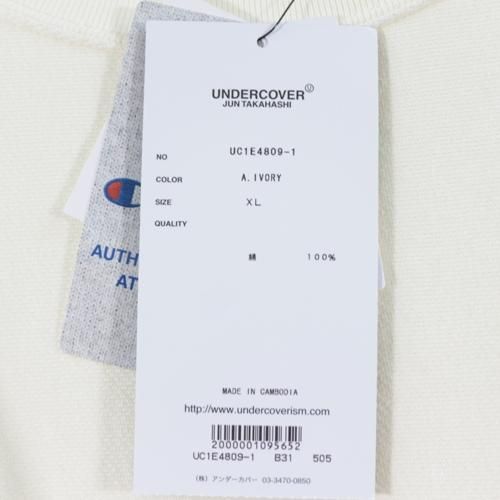 UNDERCOVER U
JUN TAKAHASHI
NO UC1E4809-1
COLOR A.IVORY
SIZE XL
QUALITY
綿 100%
MADE IN CAMBODIA
http://www.undercoverism.com
2000001095652
UC1E4809-1 B31 505
(株) アンダーカバー 03-3470-0850
AUTH
AT